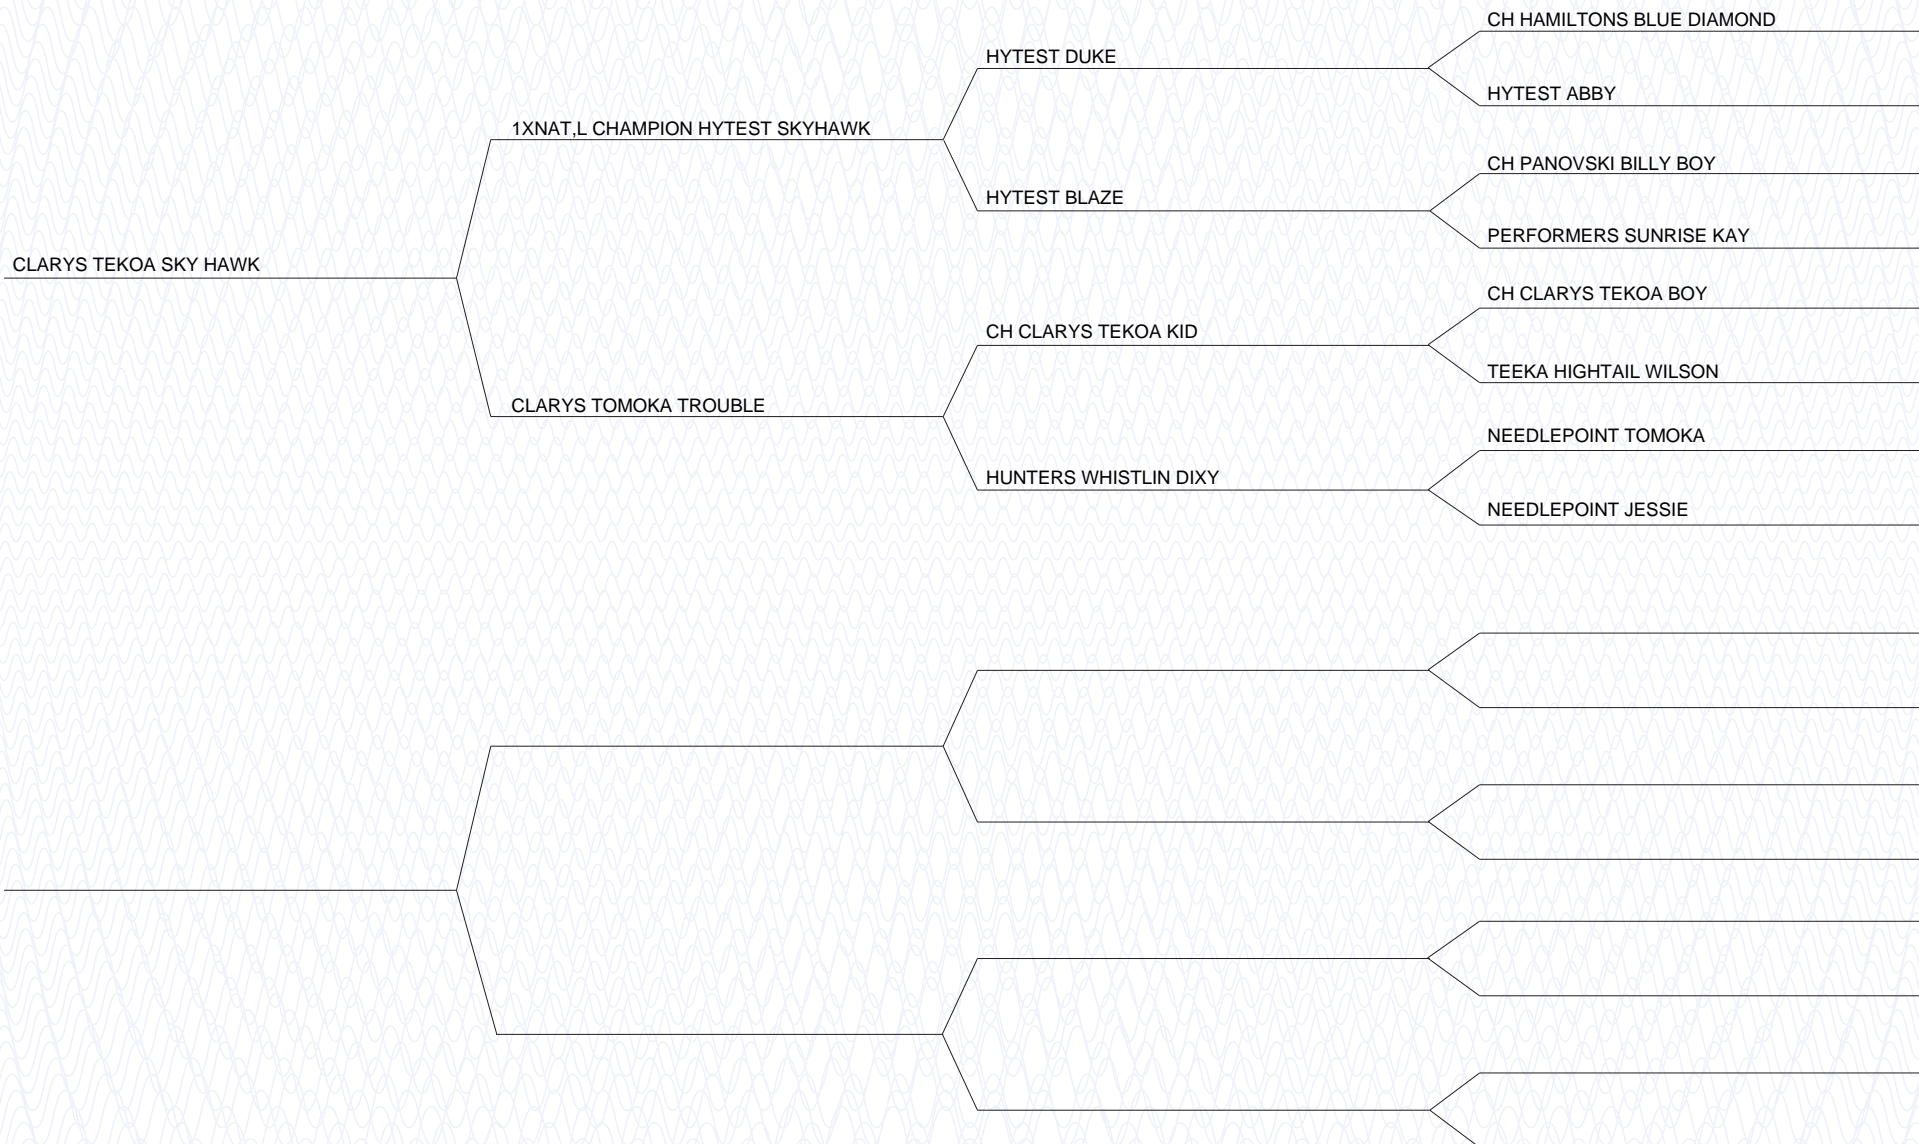 CH HAMILTONS BLUE DIAMOND
HYTEST DUKE
HYTEST ABBY
1XNAT,L CHAMPION HYTEST SKYHAWK
CH PANOVSKI BILLY BOY
HYTEST BLAZE
PERFORMERS SUNRISE KAY
CLARYS TEKOA SKY HAWK
CH CLARYS TEKOA BOY
CH CLARYS TEKOA KID
TEEKA HIGHTAIL WILSON
CLARYS TOMOKA TROUBLE
NEEDLEPOINT TOMOKA
HUNTERS WHISTLIN DIXY
NEEDLEPOINT JESSIE